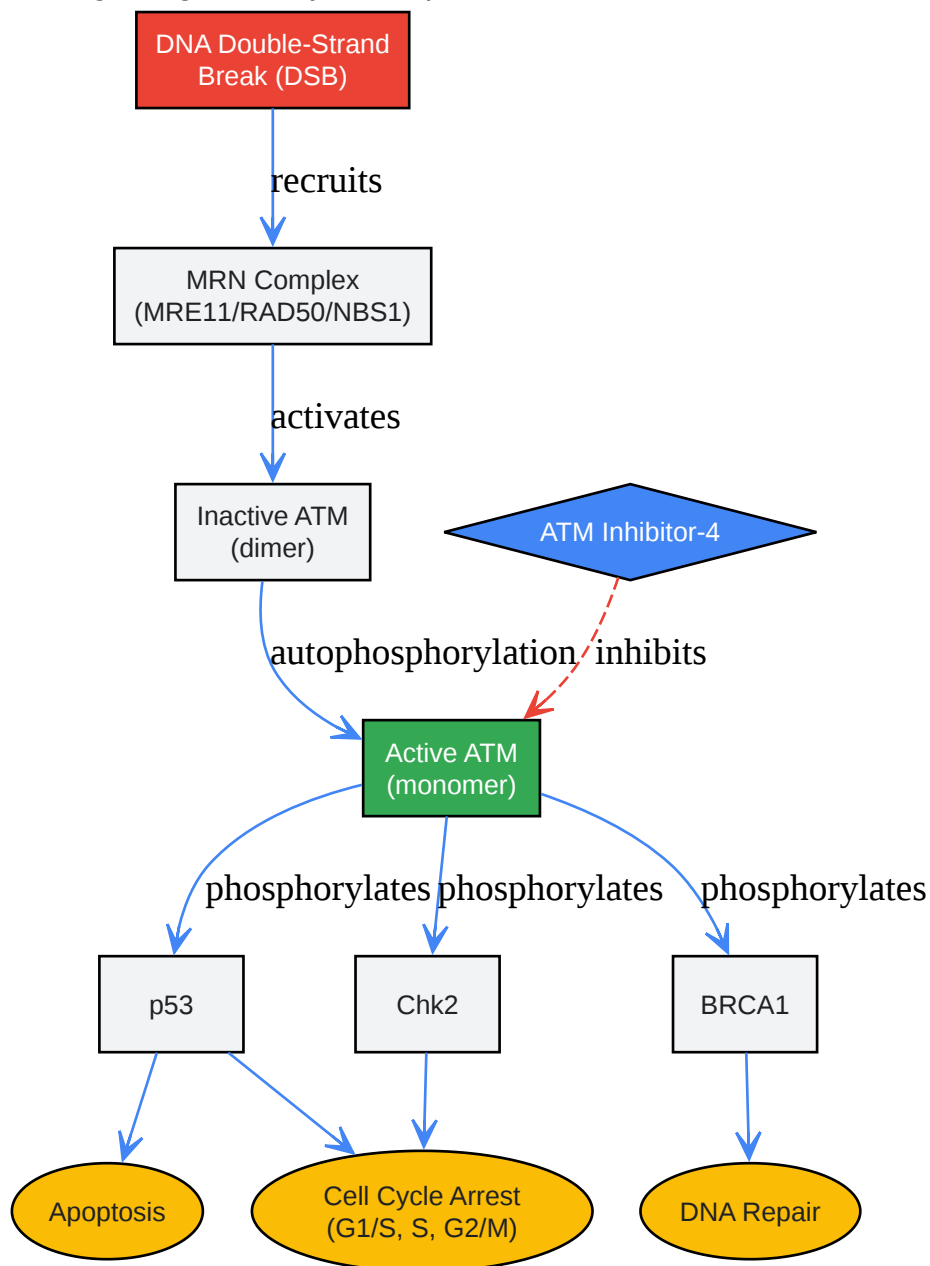 DNA Double-Strand
Break (DSB)
recruits
MRN Complex
(MRE11/RAD50/NBS1)
activates
Inactive ATM
(dimer)
ATM Inhibitor-4
autophosphorylation
inhibits
Active ATM
(monomer)
phosphorylates
phosphorylates
phosphorylates
p53
Chk2
BRCA1
Apoptosis
Cell Cycle Arrest
(G1/S, S, G2/M)
DNA Repair